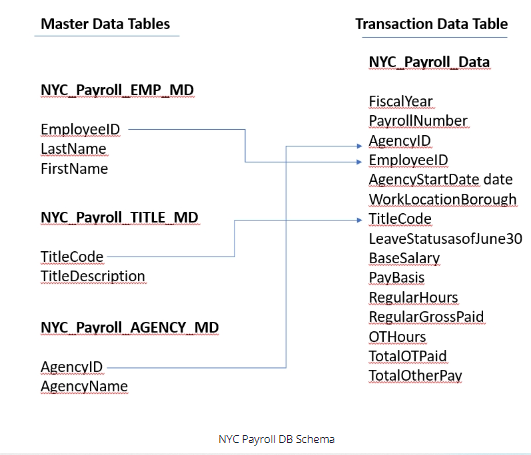 Master Data Tables
NYC_Payroll_EMP_MD
EmployeeID
LastName
FirstName
NYC_Payroll_TITLE_MD
TitleCode
TitleDescription
NYC_Payroll_AGENCY_MD
AgencyID
AgencyName
Transaction Data Table
NYC_Payroll_Data
FiscalYear
PayrollNumber
AgencyID
EmployeeID
AgencyStartDate date
WorkLocationBorough
TitleCode
LeaveStatusasofJune30
BaseSalary
PayBasis
RegularHours
RegularGrossPaid
OTHours
TotalOTPaid
TotalOtherPay
NYC Payroll DB Schema